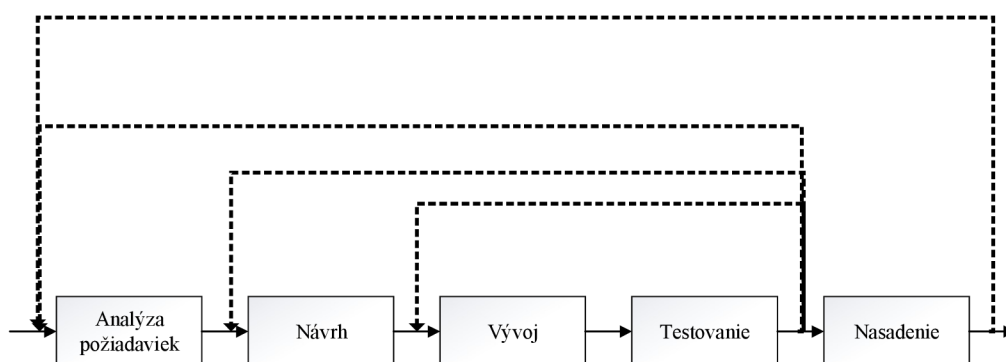 Analýza
požiadaviek
Návrh
Vývoj
Testovanie
Nasadenie